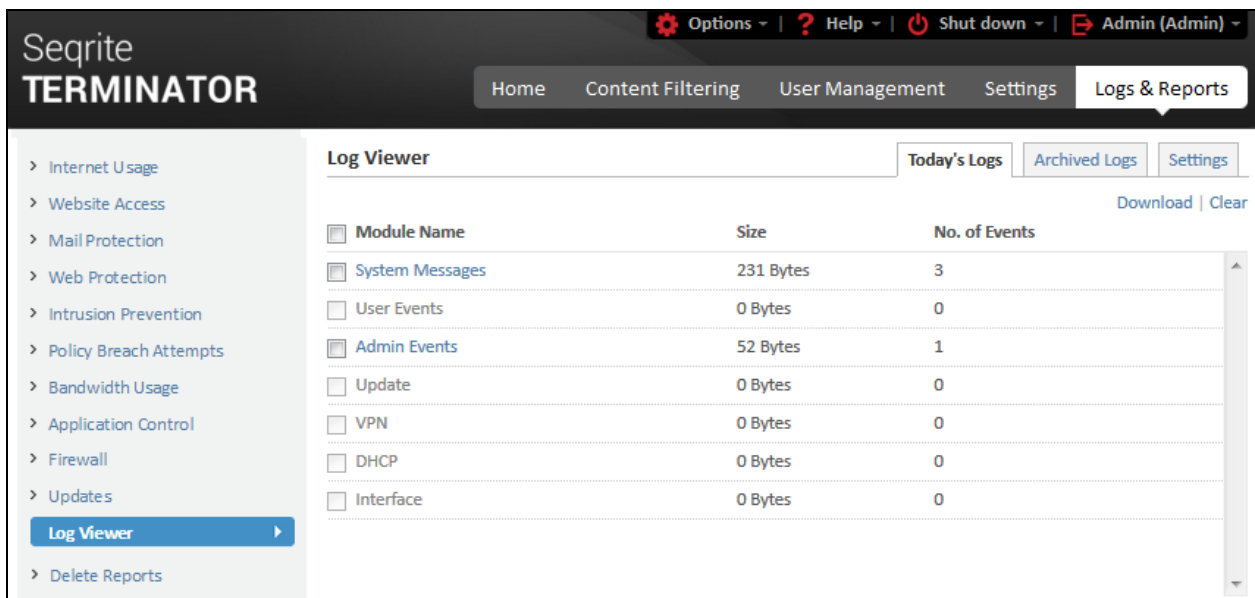 Options | Help | Shut down | Admin (Admin)
Seqrite
TERMINATOR
Home Content Filtering User Management Settings Logs & Reports
Internet Usage
Website Access
Mail Protection
Web Protection
Intrusion Prevention
Policy Breach Attempts
Bandwidth Usage
Application Control
Firewall
Updates
Log Viewer
Delete Reports
Log Viewer Today's Logs Archived Logs Settings
Download | Clear
Module Name Size No. of Events
System Messages 231 Bytes 3
User Events 0 Bytes 0
Admin Events 52 Bytes 1
Update 0 Bytes 0
VPN 0 Bytes 0
DHCP 0 Bytes 0
Interface 0 Bytes 0